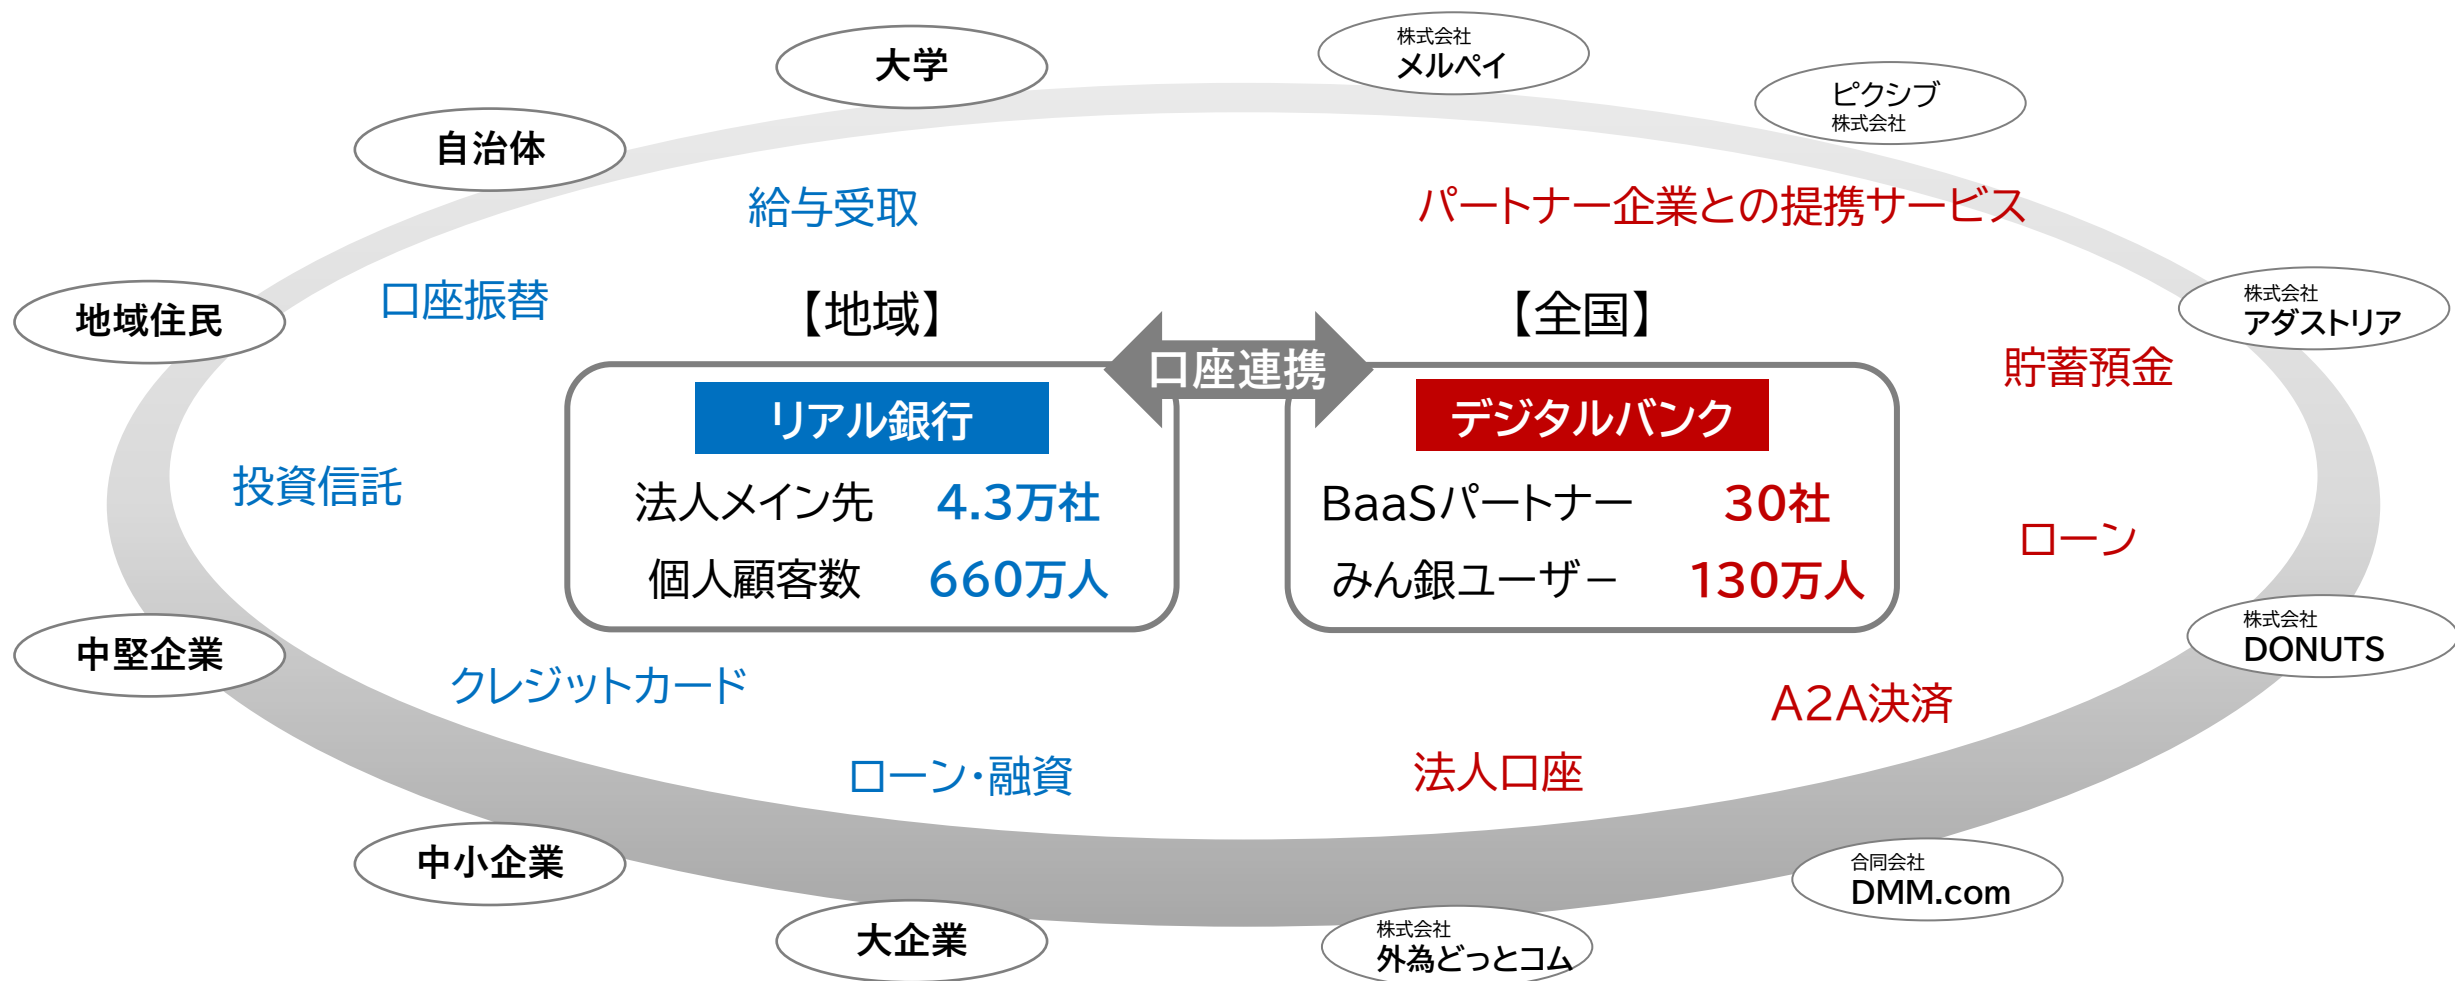 大学
株式会社
メルペイ
ピクシブ
株式会社
自治体
給与受取
パートナー企業との提携サービス
地域住民
口座振替
【地域】
【全国】
株式会社
アダストリア
口座連携
貯蓄預金
リアル銀行
デジタルバンク
投資信託
法人メイン先 4.3万社
BaaSパートナー 30社
ローン
個人顧客数 660万人
みん銀ユーザー 130万人
中堅企業
株式会社
DONUTS
クレジットカード
A2A決済
ローン・融資
法人口座
中小企業
合同会社
DMM.com
大企業
株式会社
外為どっとコム